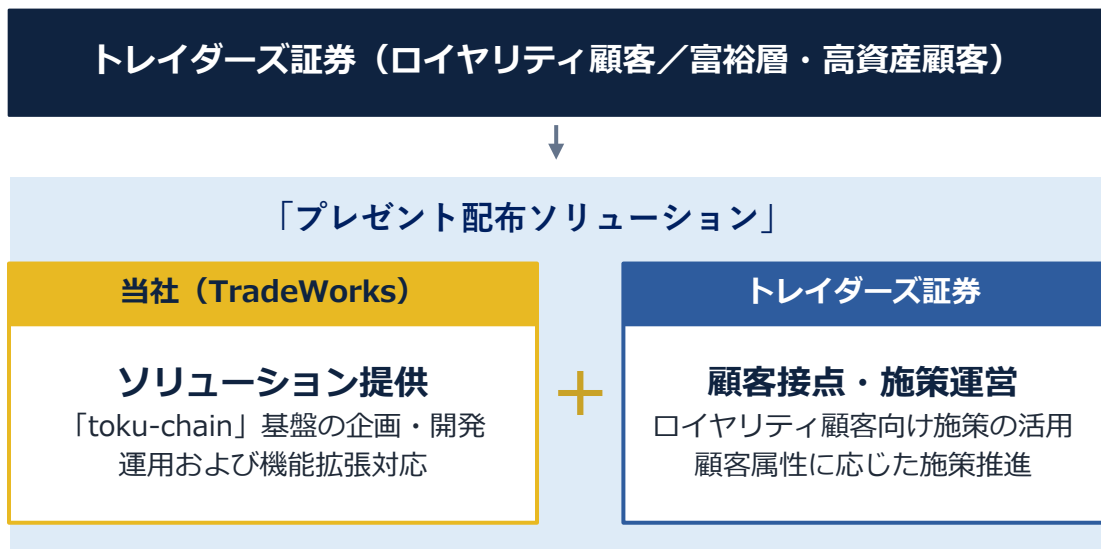 トレイダーズ証券（ロイヤリティ顧客／富裕層・高資産顧客）
「プレゼント配布ソリューション」
当社（TradeWorks）
ソリューション提供
「toku-chain」基盤の企画・開発
運用および機能拡張対応
＋
トレイダーズ証券
顧客接点・施策運営
ロイヤリティ顧客向け施策の活用
顧客属性に応じた施策推進